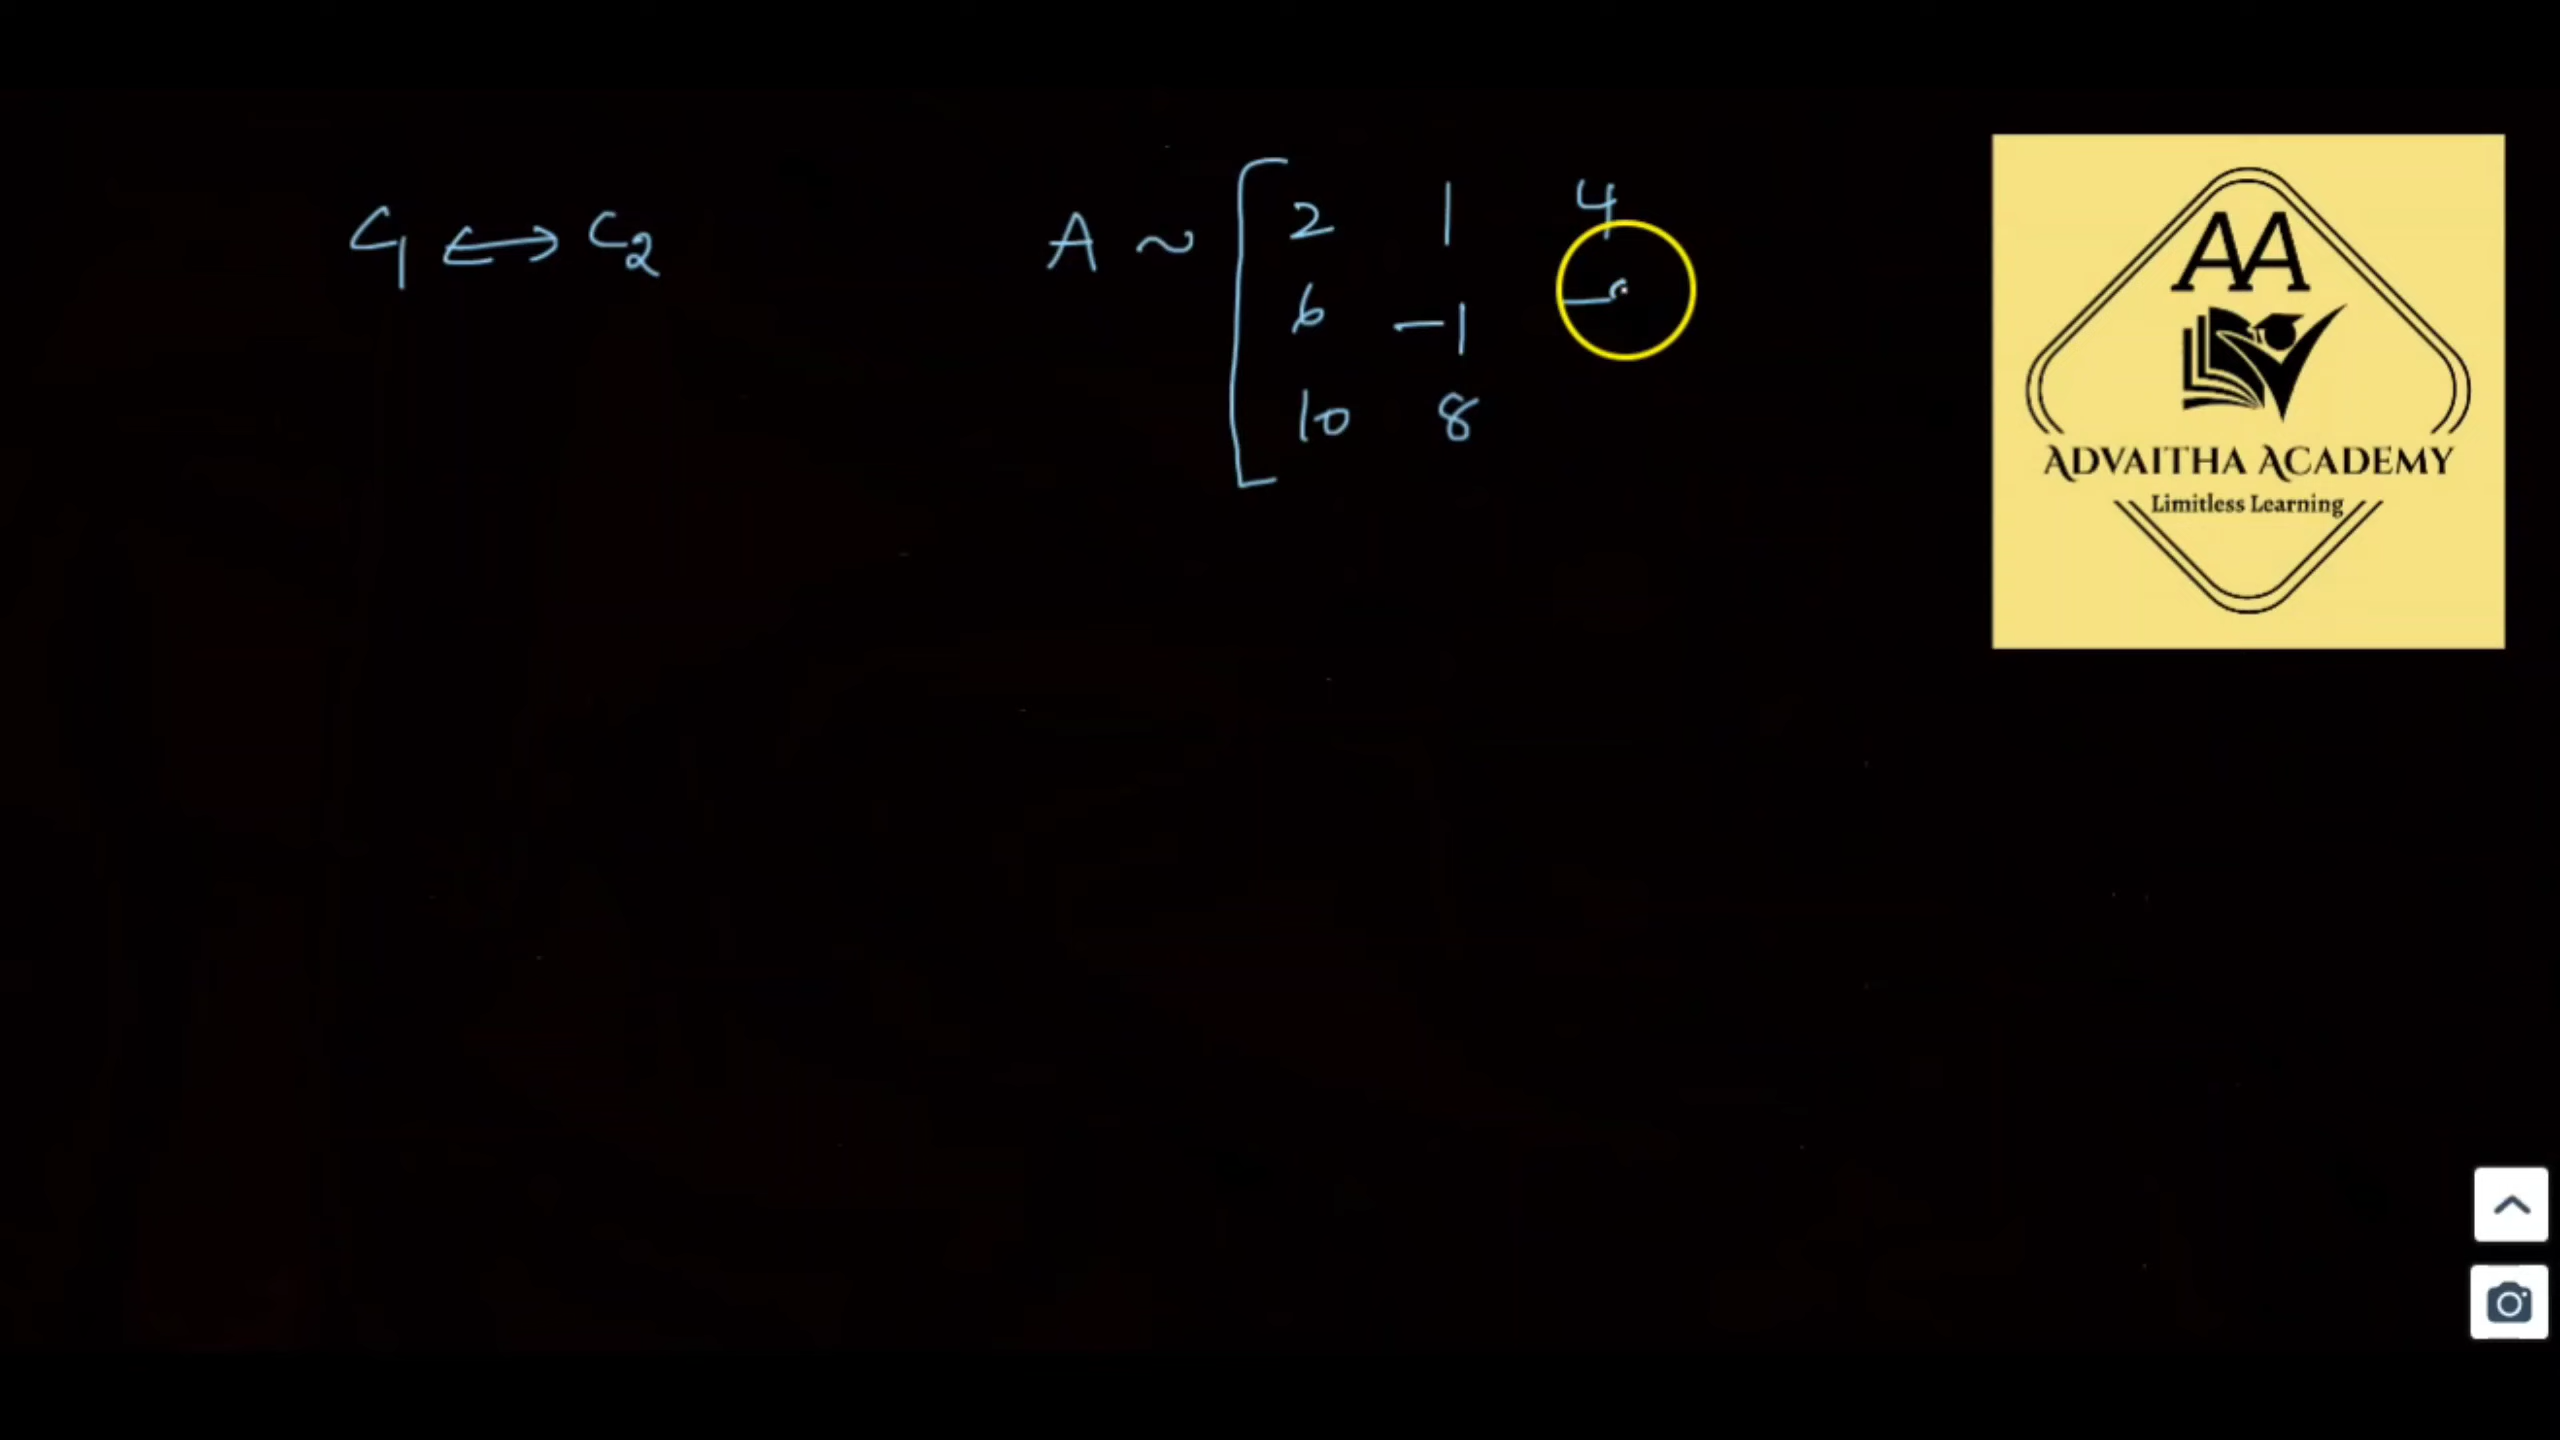 C1 ↔ C2 A ~ [ 2 1 4
6 -1 -
10 8
AA
ADVAITHA ACADEMY
Limitless Learning